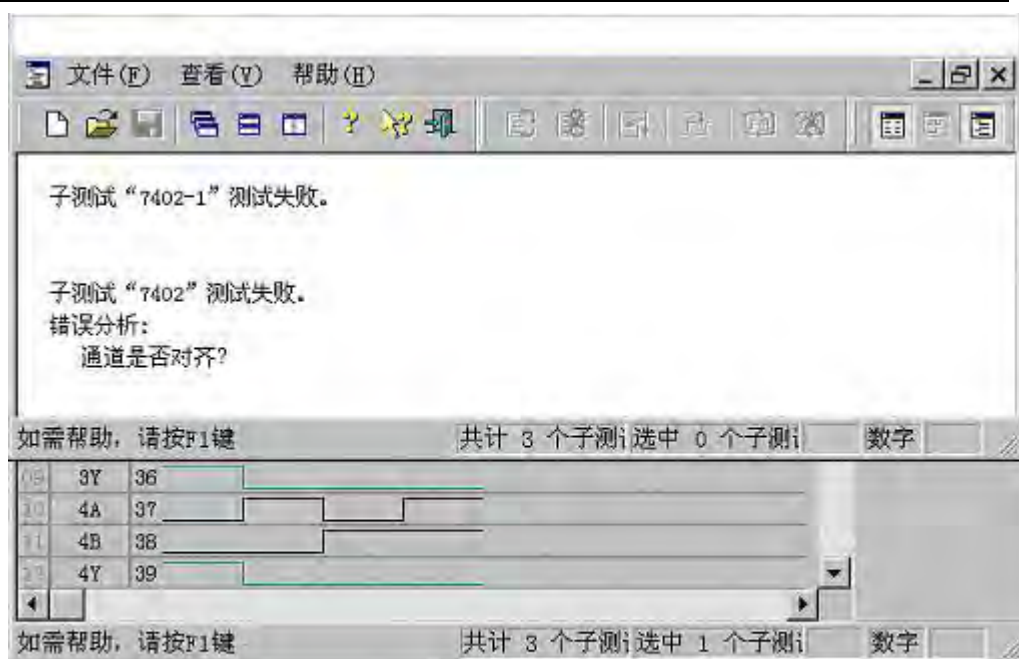 文件(F) 查看(V) 帮助(H)
子测试“7402-1”测试失败。
子测试“7402”测试失败。
错误分析:
通道是否对齐?
如需帮助, 请按F1键 共计 3 个子测 选中 0 个子测 数字
09 3Y 36
10 4A 37
11 4B 38
12 4Y 39
如需帮助, 请按F1键 共计 3 个子测 选中 1 个子测 数字